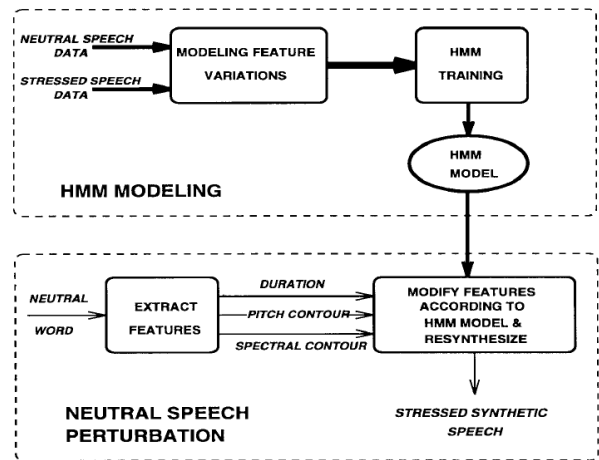 NEUTRAL SPEECH
DATA
STRESSED SPEECH
DATA
MODELING FEATURE
VARIATIONS
HMM
TRAINING
HMM
MODEL
HMM MODELING
NEUTRAL
WORD
EXTRACT
FEATURES
DURATION
PITCH CONTOUR
SPECTRAL CONTOUR
MODIFY FEATURES
ACCORDING TO
HMM MODEL &
RESYNTHESIZE
STRESSED SYNTHETIC
SPEECH
NEUTRAL SPEECH
PERTURBATION